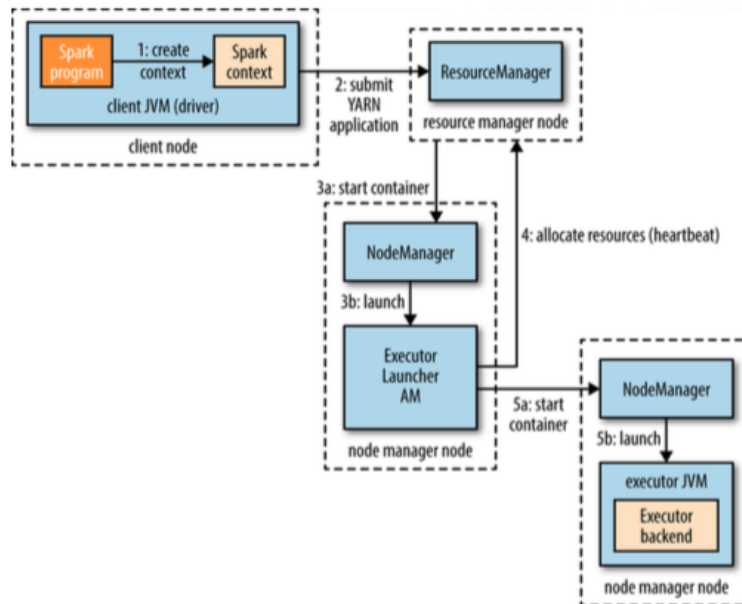 Spark
program
1: create
context
Spark
context
client JVM (driver)
client node
2: submit
YARN
application
ResourceManager
resource manager node
3a: start container
NodeManager
3b: launch
Executor
Launcher
AM
node manager node
4: allocate resources (heartbeat)
5a: start
container
NodeManager
5b: launch
executor JVM
Executor
backend
node manager node